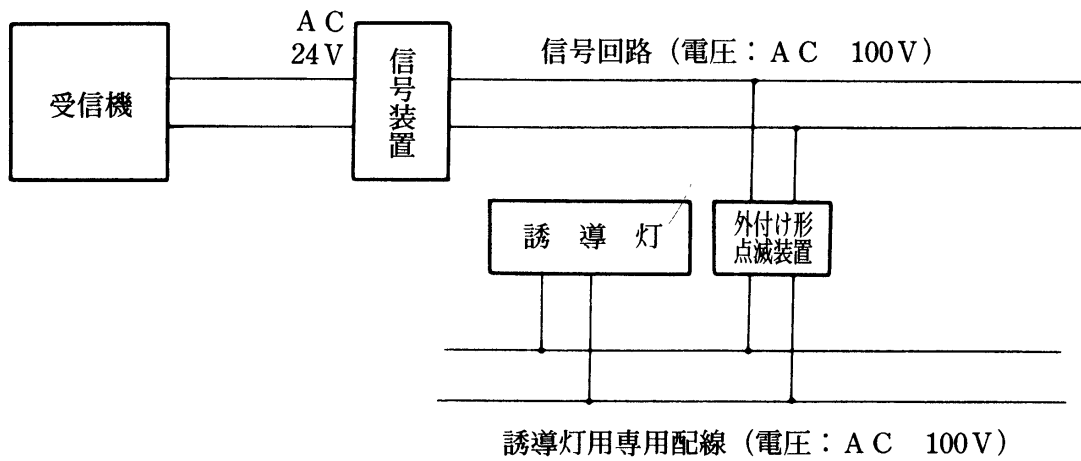 受信機
AC
24V
信号装置
信号回路（電圧：AC 100V）
誘導灯
外付け形
点滅装置
誘導灯用専用配線（電圧：AC 100V）